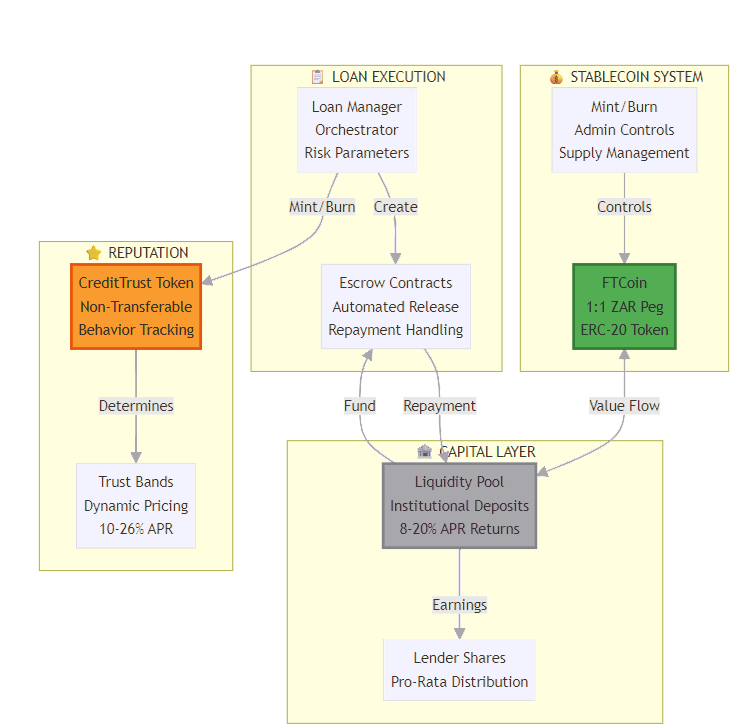 📋 LOAN EXECUTION
Loan Manager
Orchestrator
Risk Parameters
Mint/Burn
Create
Escrow Contracts
Automated Release
Repayment Handling
💰 STABLECOIN SYSTEM
Mint/Burn
Admin Controls
Supply Management
Controls
FTCoin
1:1 ZAR Peg
ERC-20 Token
⭐ REPUTATION
CreditTrust Token
Non-Transferable
Behavior Tracking
Determines
Trust Bands
Dynamic Pricing
10-26% APR
Fund
Repayment
Value Flow
🏦 CAPITAL LAYER
Liquidity Pool
Institutional Deposits
8-20% APR Returns
Earnings
Lender Shares
Pro-Rata Distribution